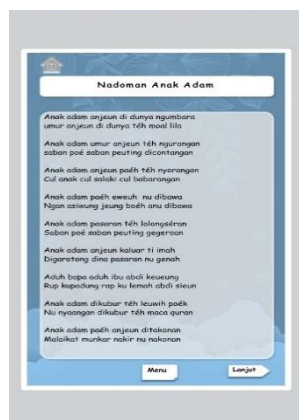 Nadoman Anak Adam
Anak adam anjeun di dunya ngumbara
umur anjeun di dunya téh moal lila
Anak adam umur anjeun téh ngurangan
saban poé saban peuting dicontangan
Anak adam anjeun paéh téh nyorangan
Cul anak cul salaki cul babarangan
Anak adam paéh euweuh nu dibawa
Ngan asiwung jeung boéh anu dibawa
Anak adam pasaran téh lolongséran
Saban poé saban peuting gegeroan
Anak adam anjeun kaluar ti imah
Digarotong dina pasaran nu genah
Aduh bapa aduh ibu abdi keueung
Rup kupadung rap ku lemah abdi sieun
Anak adam dikubur téh leuwih poék
Nu nyaangan dikubur téh maca quran
Anak adam paéh anjeun ditakonan
Malaikat munkar nakir nu nakonan
Menu
Lanjut